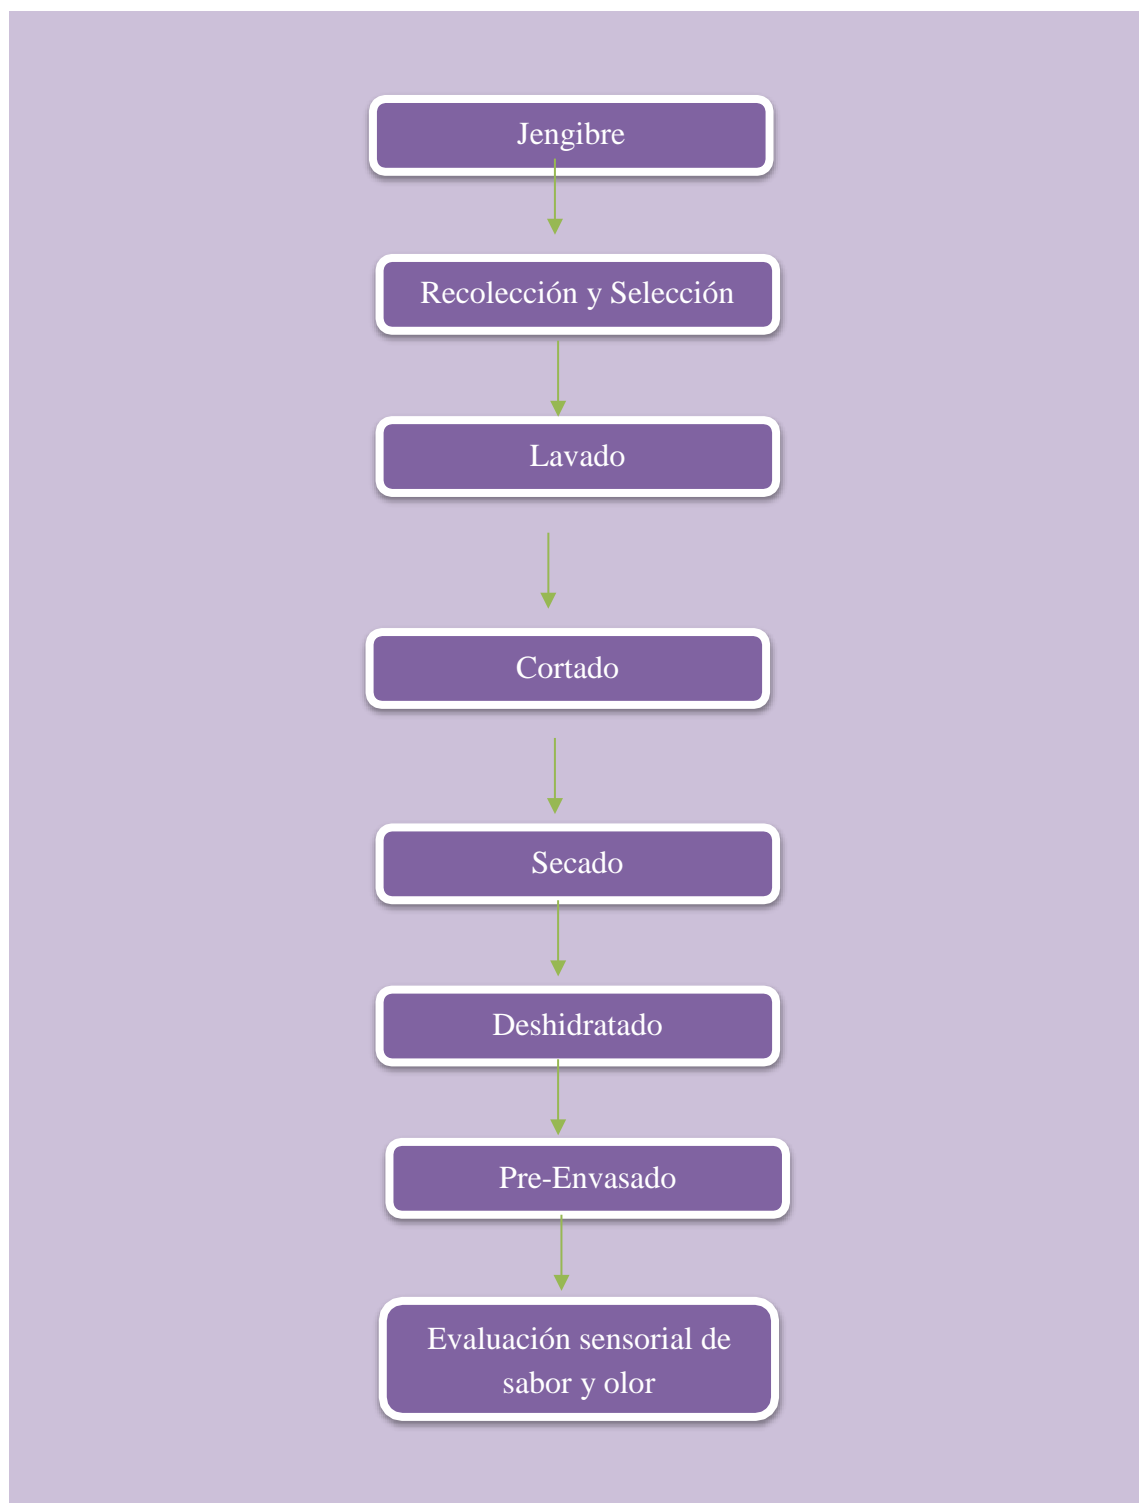 Jengibre
Recolección y Selección
Lavado
Cortado
Secado
Deshidratado
Pre-Envasado
Evaluación sensorial de
sabor y olor